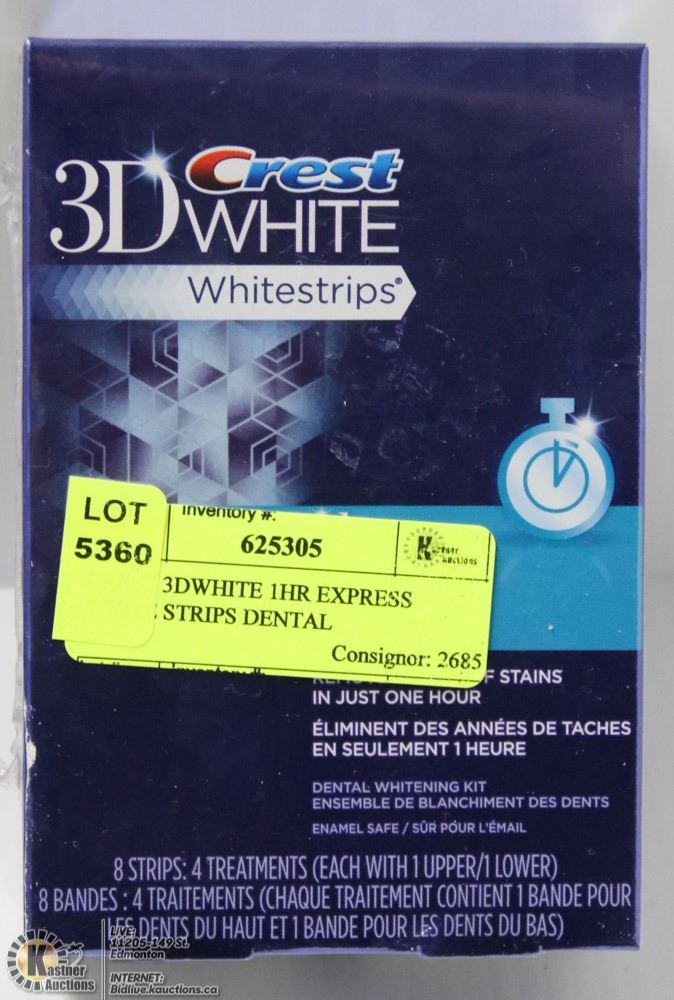 Crest
3D WHITE
Whitestrips®
LOT
5360
Inventory #:
625305
Kastner
Auctions
3DWHITE 1HR EXPRESS
STRIPS DENTAL
Consignor: 2685
OF STAINS
IN JUST ONE HOUR
ÉLIMINENT DES ANNÉES DE TACHES
EN SEULEMENT 1 HEURE
DENTAL WHITENING KIT
ENSEMBLE DE BLANCHIMENT DES DENTS
ENAMEL SAFE / SÛR POUR L'ÉMAIL
8 STRIPS: 4 TREATMENTS (EACH WITH 1 UPPER/1 LOWER)
8 BANDES : 4 TRAITEMENTS (CHAQUE TRAITEMENT CONTIENT 1 BANDE POUR
LES DENTS DU HAUT ET 1 BANDE POUR LES DENTS DU BAS)
Kastner
Auctions
LIVE:
11205-149 St.
Edmonton
INTERNET:
Bidlive.kauctions.ca